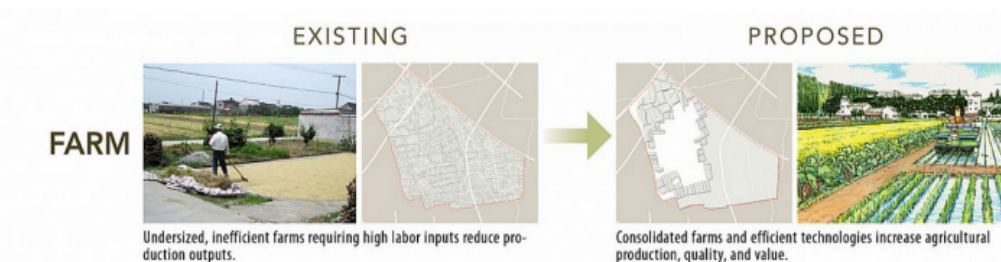 EXISTING
PROPOSED
FARM
Undersized, inefficient farms requiring high labor inputs reduce pro-
duction outputs.
Consolidated farms and efficient technologies increase agricultural
production, quality, and value.